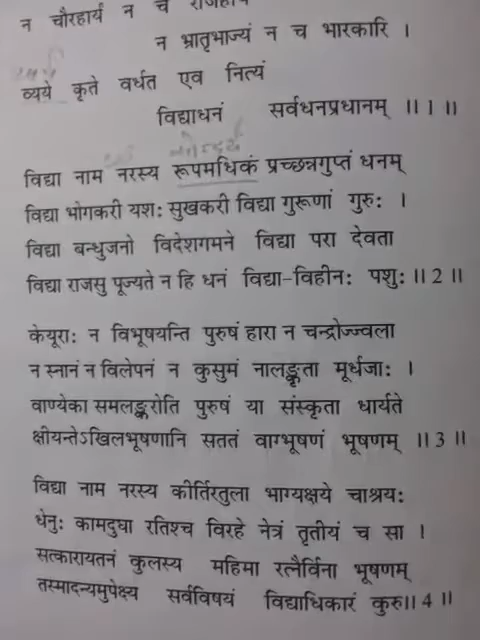 न चौरहार्यं न च राजहार्यं
न भ्रातृभाज्यं न च भारकारि ।
व्यये कृते वर्धत एव नित्यं
विद्याधनं सर्वधनप्रधानम् ॥ 1 ॥
विद्या नाम नरस्य रूपमधिकं प्रच्छन्नगुप्तं धनम्
विद्या भोगकरी यशः सुखकरी विद्या गुरूणां गुरुः ।
विद्या बन्धुजनो विदेशगमने विद्या परा देवता
विद्या राजसु पूज्यते न हि धनं विद्या-विहीनः पशुः ॥ 2 ॥
केयूराः न विभूषयन्ति पुरुषं हारा न चन्द्रोज्ज्वला
न स्नानं न विलेपनं न कुसुमं नालङ्कृता मूर्धजाः ।
वाण्येका समलङ्करोति पुरुषं या संस्कृता धार्यते
क्षीयन्तेऽखिलभूषणानि सततं वाग्भूषणं भूषणम् ॥ 3 ॥
विद्या नाम नरस्य कीर्तिरतुला भाग्यक्षये चाश्रयः
धेनुः कामदुघा रतिश्च विरहे नेत्रं तृतीयं च सा ।
सत्कारायतनं कुलस्य महिमा रत्नैर्विना भूषणम्
तस्मादन्यमुपेक्ष्य सर्वविषयं विद्याधिकारं कुरु॥ 4 ॥